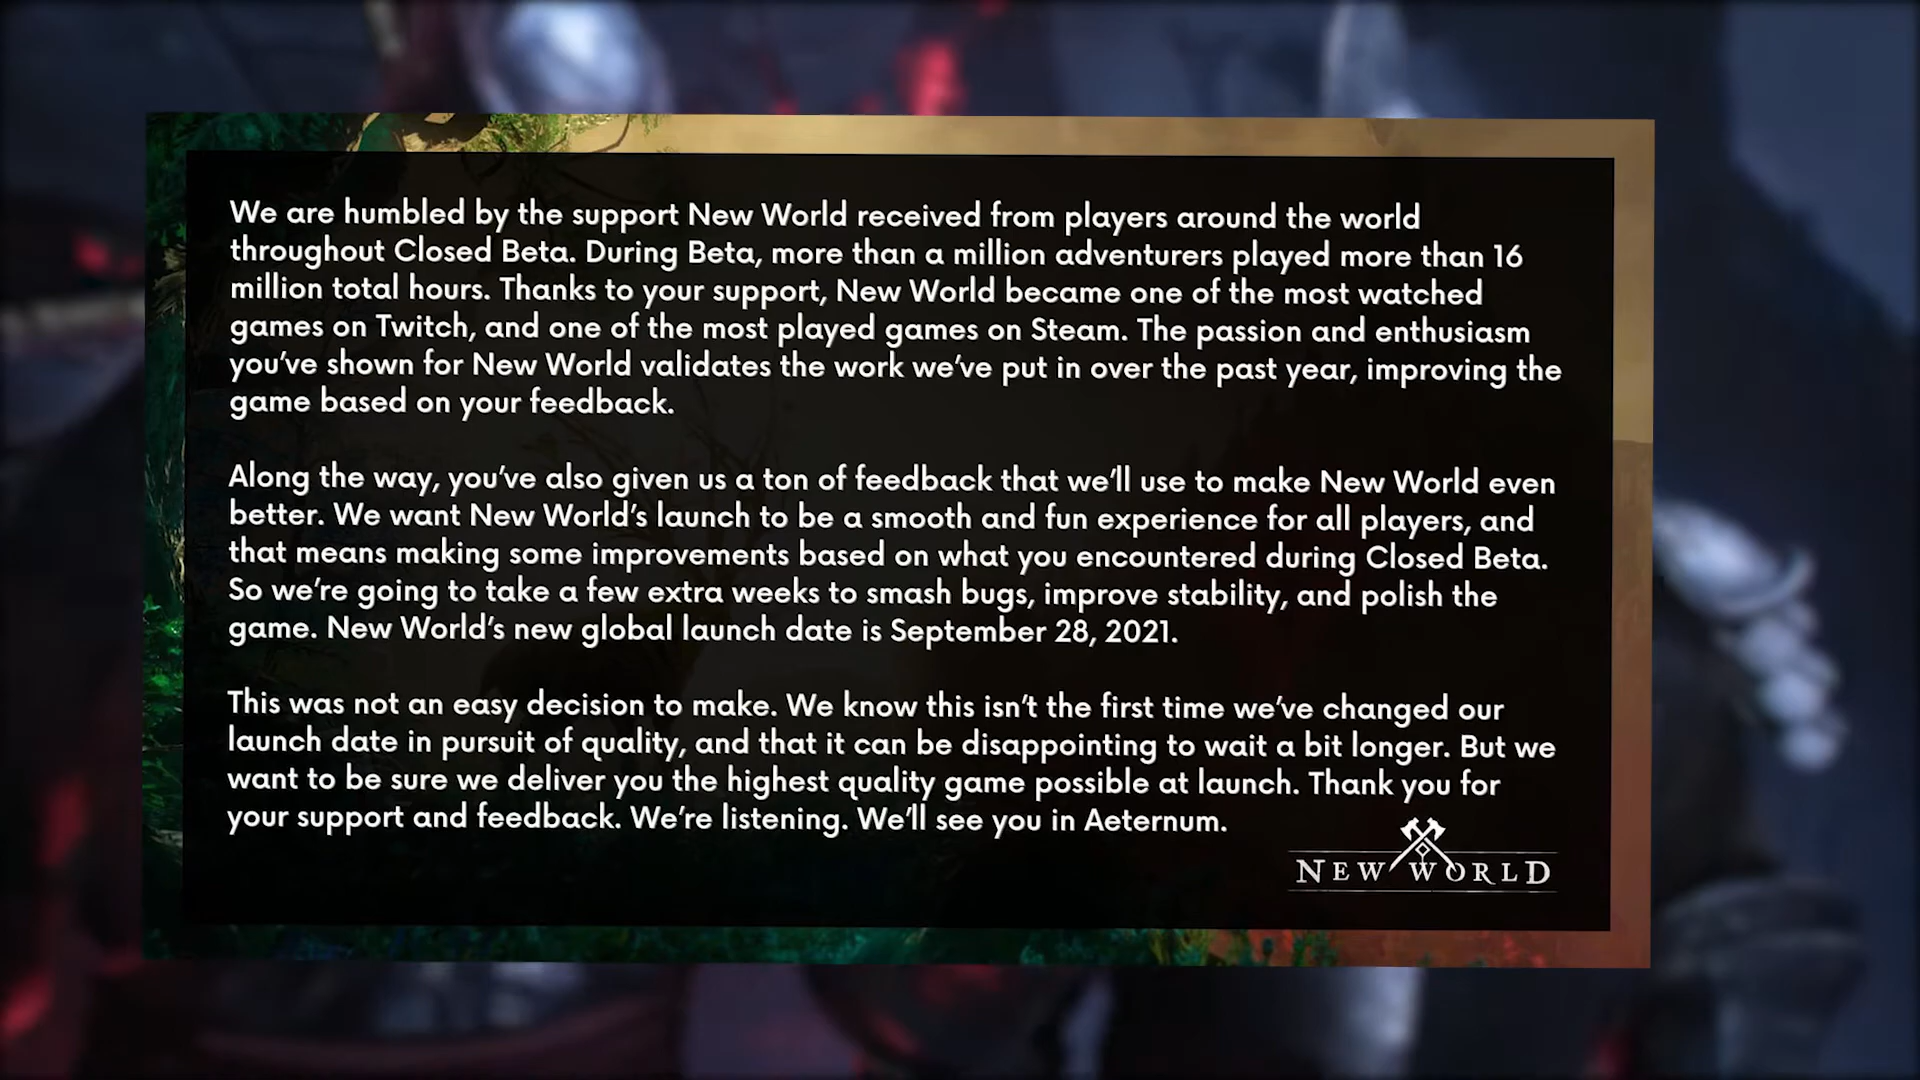 We are humbled by the support New World received from players around the world
throughout Closed Beta. During Beta, more than a million adventurers played more than 16
million total hours. Thanks to your support, New World became one of the most watched
games on Twitch, and one of the most played games on Steam. The passion and enthusiasm
you've shown for New World validates the work we've put in over the past year, improving the
game based on your feedback.
Along the way, you've also given us a ton of feedback that we'll use to make New World even
better. We want New World's launch to be a smooth and fun experience for all players, and
that means making some improvements based on what you encountered during Closed Beta.
So we're going to take a few extra weeks to smash bugs, improve stability, and polish the
game. New World's new global launch date is September 28, 2021.
This was not an easy decision to make. We know this isn't the first time we've changed our
launch date in pursuit of quality, and that it can be disappointing to wait a bit longer. But we
want to be sure we deliver you the highest quality game possible at launch. Thank you for
your support and feedback. We're listening. We'll see you in Aeternum.
NEW WORLD